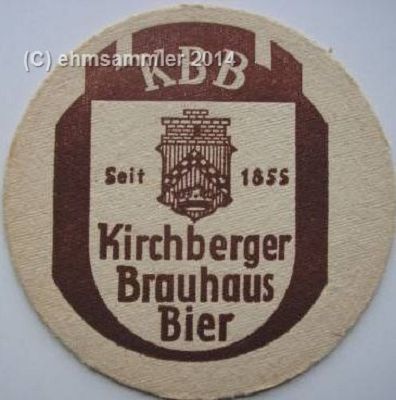 (C) ehmsammler 2014
KBB
Seit 1855
Kirchberger
Brauhaus
Bier